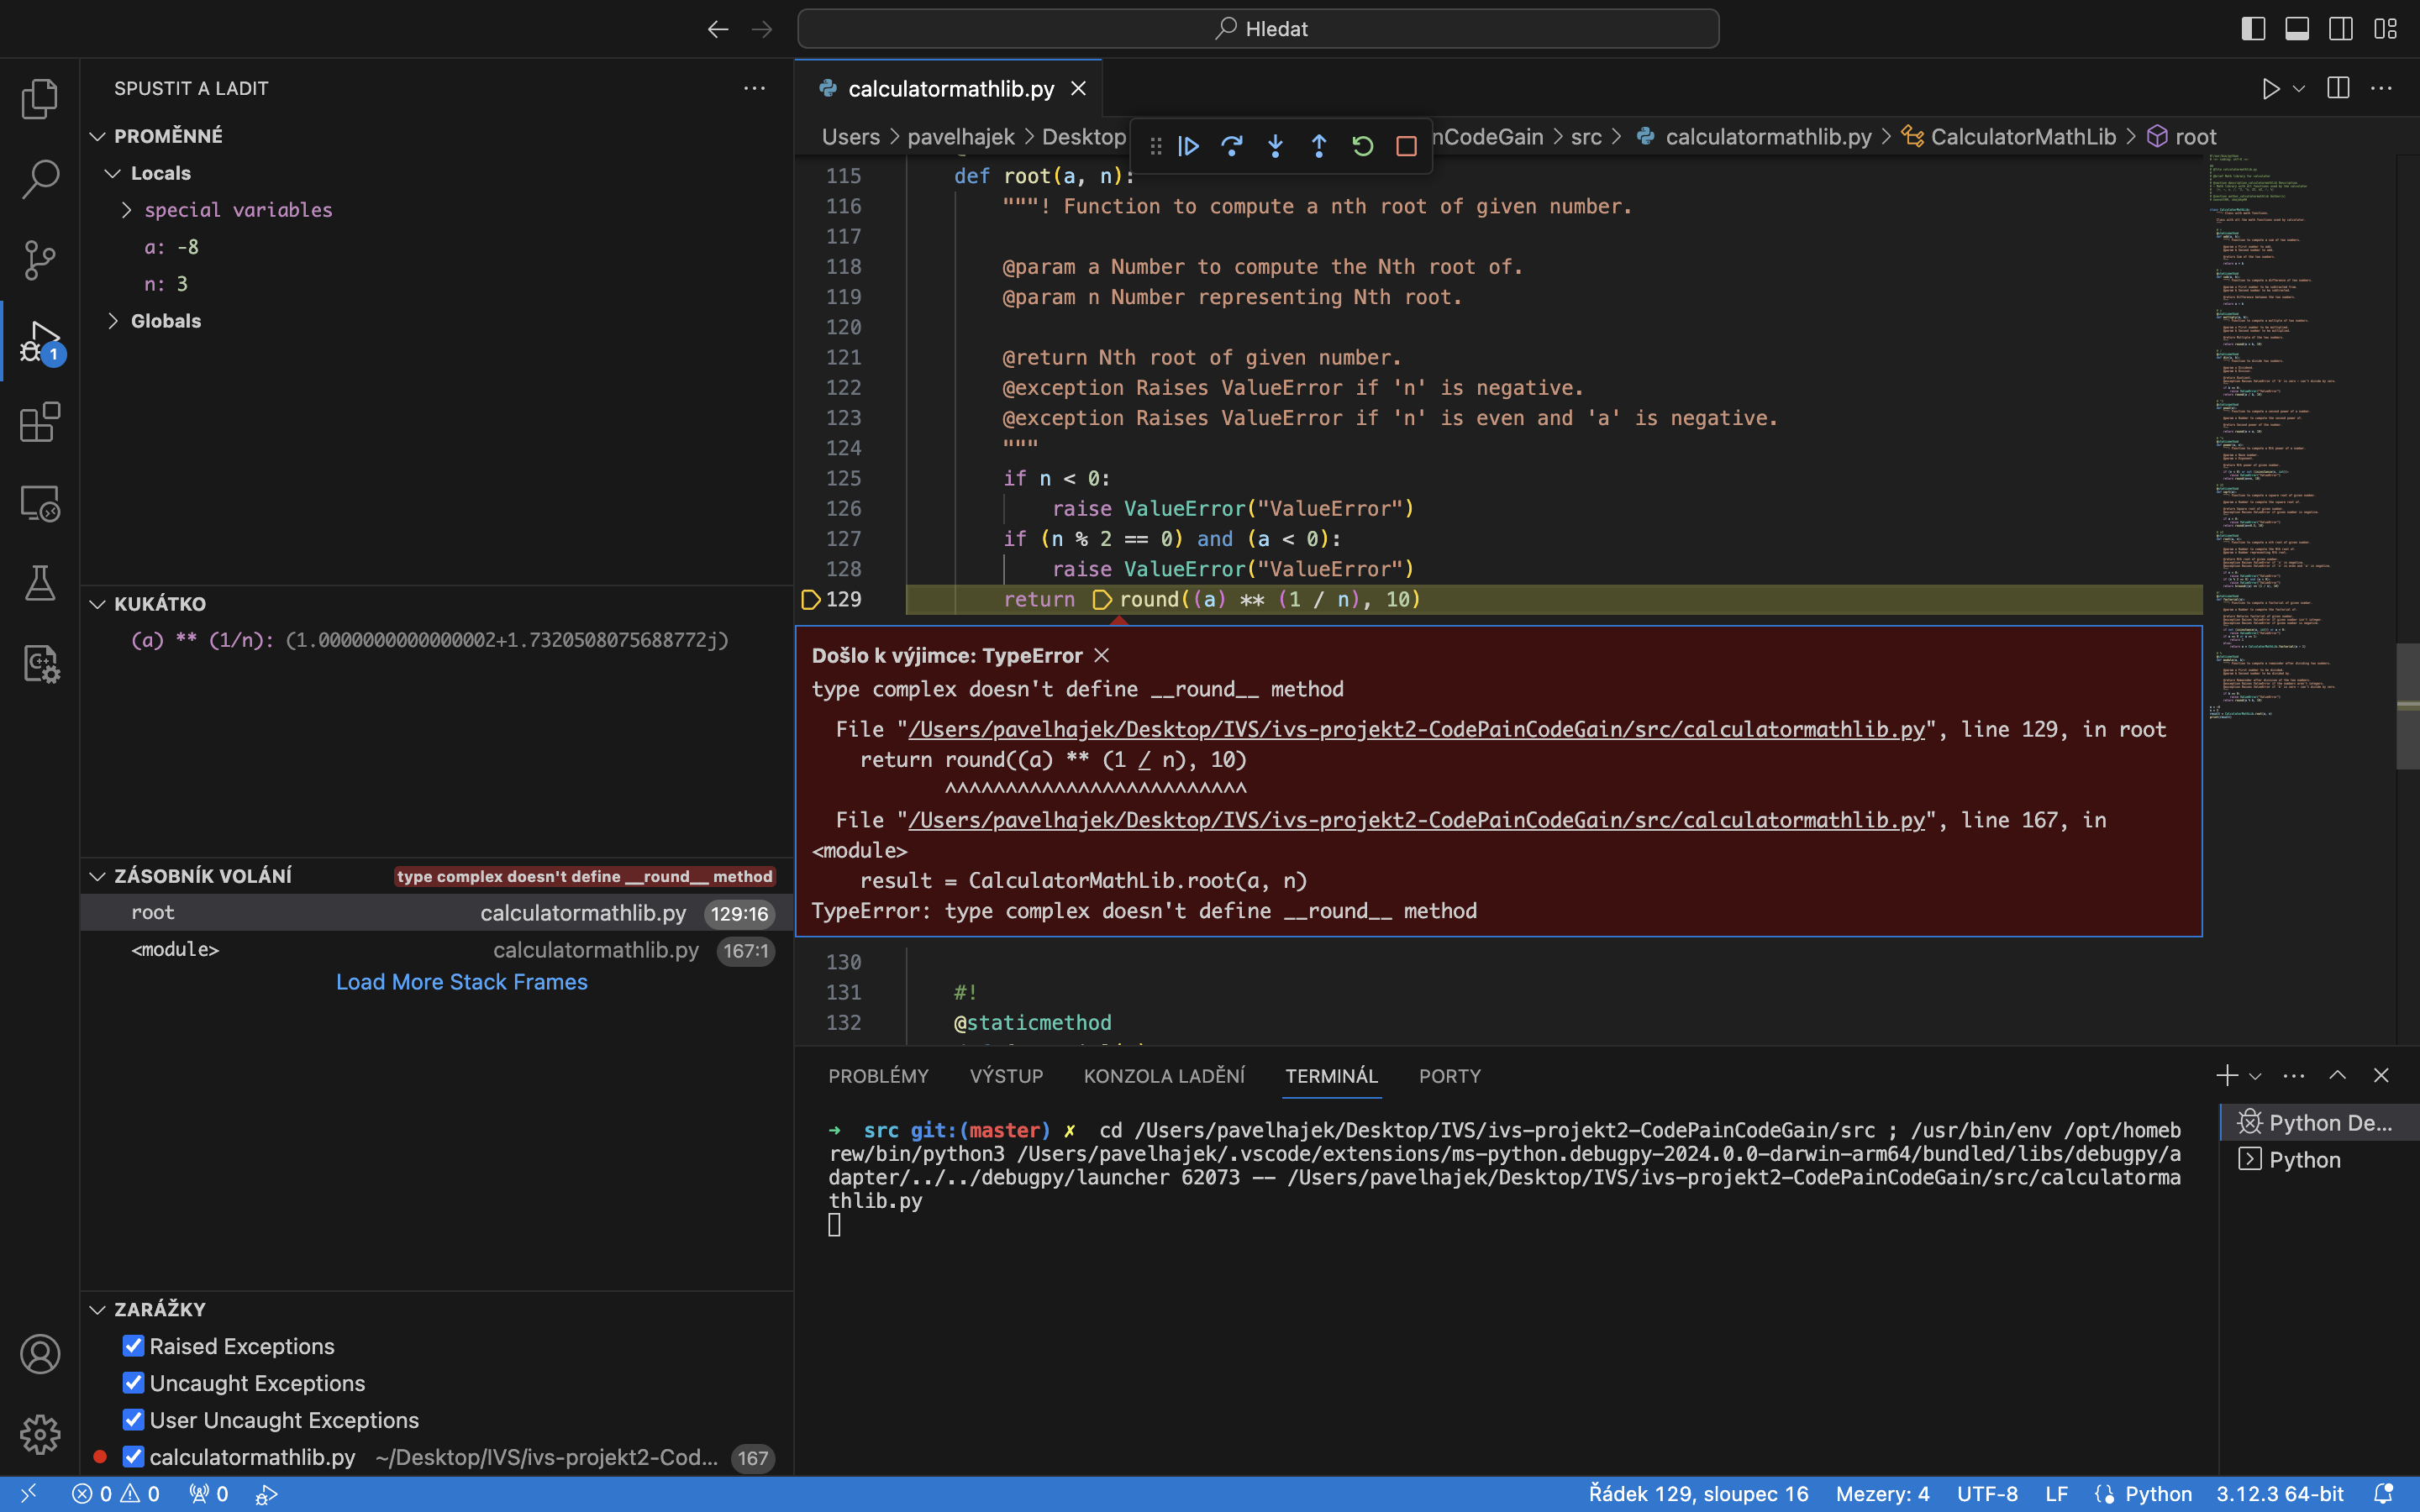 Hledat
SPUSTIT A LADIT
PROMĚNNÉ
Locals
special variables
a: -8
n: 3
Globals
1
KUKÁTKO
(a) ** (1/n): (1.0000000000000002+1.7320508075688772j)
ZÁSOBNÍK VOLÁNÍ type complex doesn't define __round__ method
root calculatormathlib.py 129:16
<module> calculatormathlib.py 167:1
Load More Stack Frames
ZARÁŽKY
Raised Exceptions
Uncaught Exceptions
User Uncaught Exceptions
calculatormathlib.py ~/Desktop/IVS/ivs-projekt2-Cod... 167
calculatormathlib.py
Users > pavelhajek > Desktop nCodeGain > src > calculatormathlib.py > CalculatorMathLib > root
115 def root(a, n):
116 """! Function to compute a nth root of given number.
117
118 @param a Number to compute the Nth root of.
119 @param n Number representing Nth root.
120
121 @return Nth root of given number.
122 @exception Raises ValueError if 'n' is negative.
123 @exception Raises ValueError if 'n' is even and 'a' is negative.
124 """
125 if n < 0:
126 raise ValueError("ValueError")
127 if (n % 2 == 0) and (a < 0):
128 raise ValueError("ValueError")
129 return round((a) ** (1 / n), 10)
Došlo k výjimce: TypeError
type complex doesn't define __round__ method
File "/Users/pavelhajek/Desktop/IVS/ivs-projekt2-CodePainCodeGain/src/calculatormathlib.py", line 129, in root
return round((a) ** (1 / n), 10)
^^^^^^^^^^^^^^^^^^^^^^^^^
File "/Users/pavelhajek/Desktop/IVS/ivs-projekt2-CodePainCodeGain/src/calculatormathlib.py", line 167, in
<module>
result = CalculatorMathLib.root(a, n)
TypeError: type complex doesn't define __round__ method
130
131 #!
132 @staticmethod
PROBLÉMY VÝSTUP KONZOLA LADĚNÍ TERMINÁL PORTY
→ src git:(master) ✗ cd /Users/pavelhajek/Desktop/IVS/ivs-projekt2-CodePainCodeGain/src ; /usr/bin/env /opt/homeb
rew/bin/python3 /Users/pavelhajek/.vscode/extensions/ms-python.debugpy-2024.0.0-darwin-arm64/bundled/libs/debugpy/a
dapter/../../debugpy/launcher 62073 -- /Users/pavelhajek/Desktop/IVS/ivs-projekt2-CodePainCodeGain/src/calculatorma
thlib.py
Python De...
Python
0 0 0 Řádek 129, sloupec 16 Mezery: 4 UTF-8 LF Python 3.12.3 64-bit